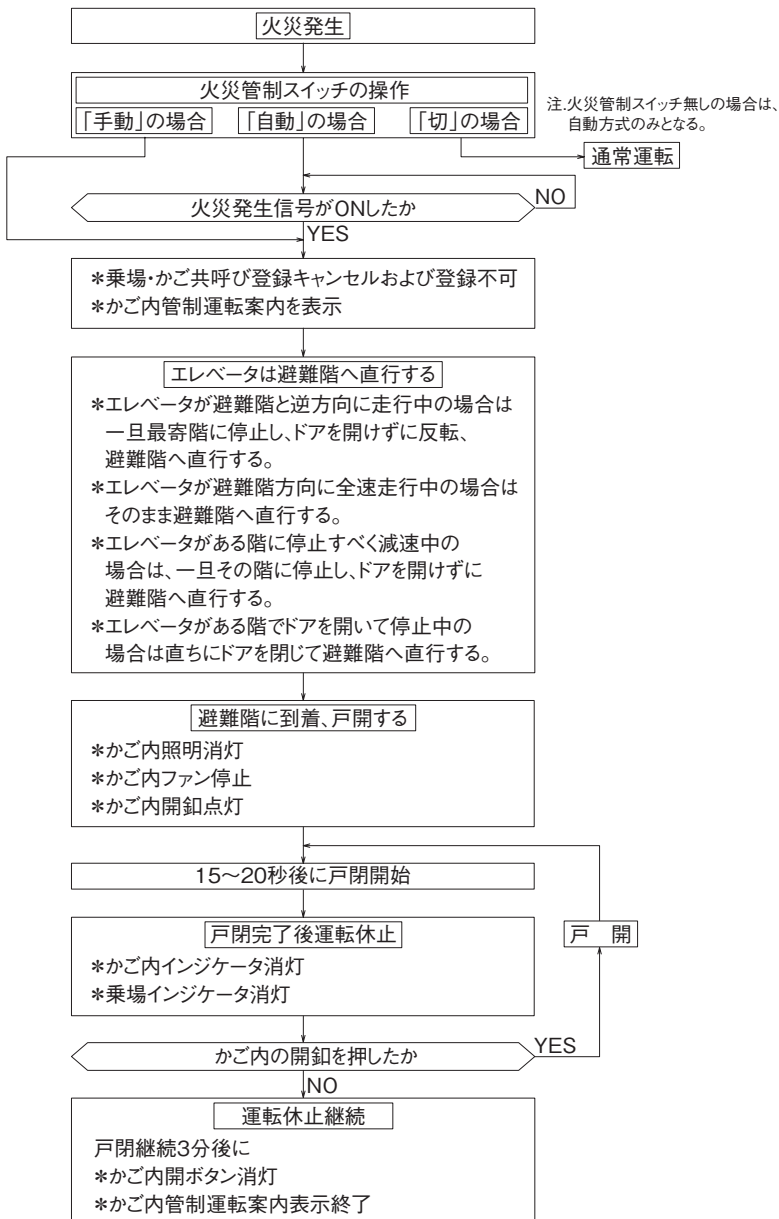 火災発生
火災管制スイッチの操作
「手動」の場合 「自動」の場合 「切」の場合
注.火災管制スイッチ無しの場合は、
自動方式のみとなる。
通常運転
火災発生信号がONしたか
NO
YES
＊乗場・かご共呼び登録キャンセルおよび登録不可
＊かご内管制運転案内を表示
エレベータは避難階へ直行する
＊エレベータが避難階と逆方向に走行中の場合は
一旦最寄階に停止し、ドアを開けずに反転、
避難階へ直行する。
＊エレベータが避難階方向に全速走行中の場合は
そのまま避難階へ直行する。
＊エレベータがある階に停止すべく減速中の
場合は、一旦その階に停止し、ドアを開けずに
避難階へ直行する。
＊エレベータがある階でドアを開いて停止中の
場合は直ちにドアを閉じて避難階へ直行する。
避難階に到着、戸開する
＊かご内照明消灯
＊かご内ファン停止
＊かご内開釦点灯
15～20秒後に戸閉開始
戸閉完了後運転休止
＊かご内インジケータ消灯
＊乗場インジケータ消灯
戸　開
かご内の開釦を押したか
YES
NO
運転休止継続
戸閉継続3分後に
＊かご内開ボタン消灯
＊かご内管制運転案内表示終了